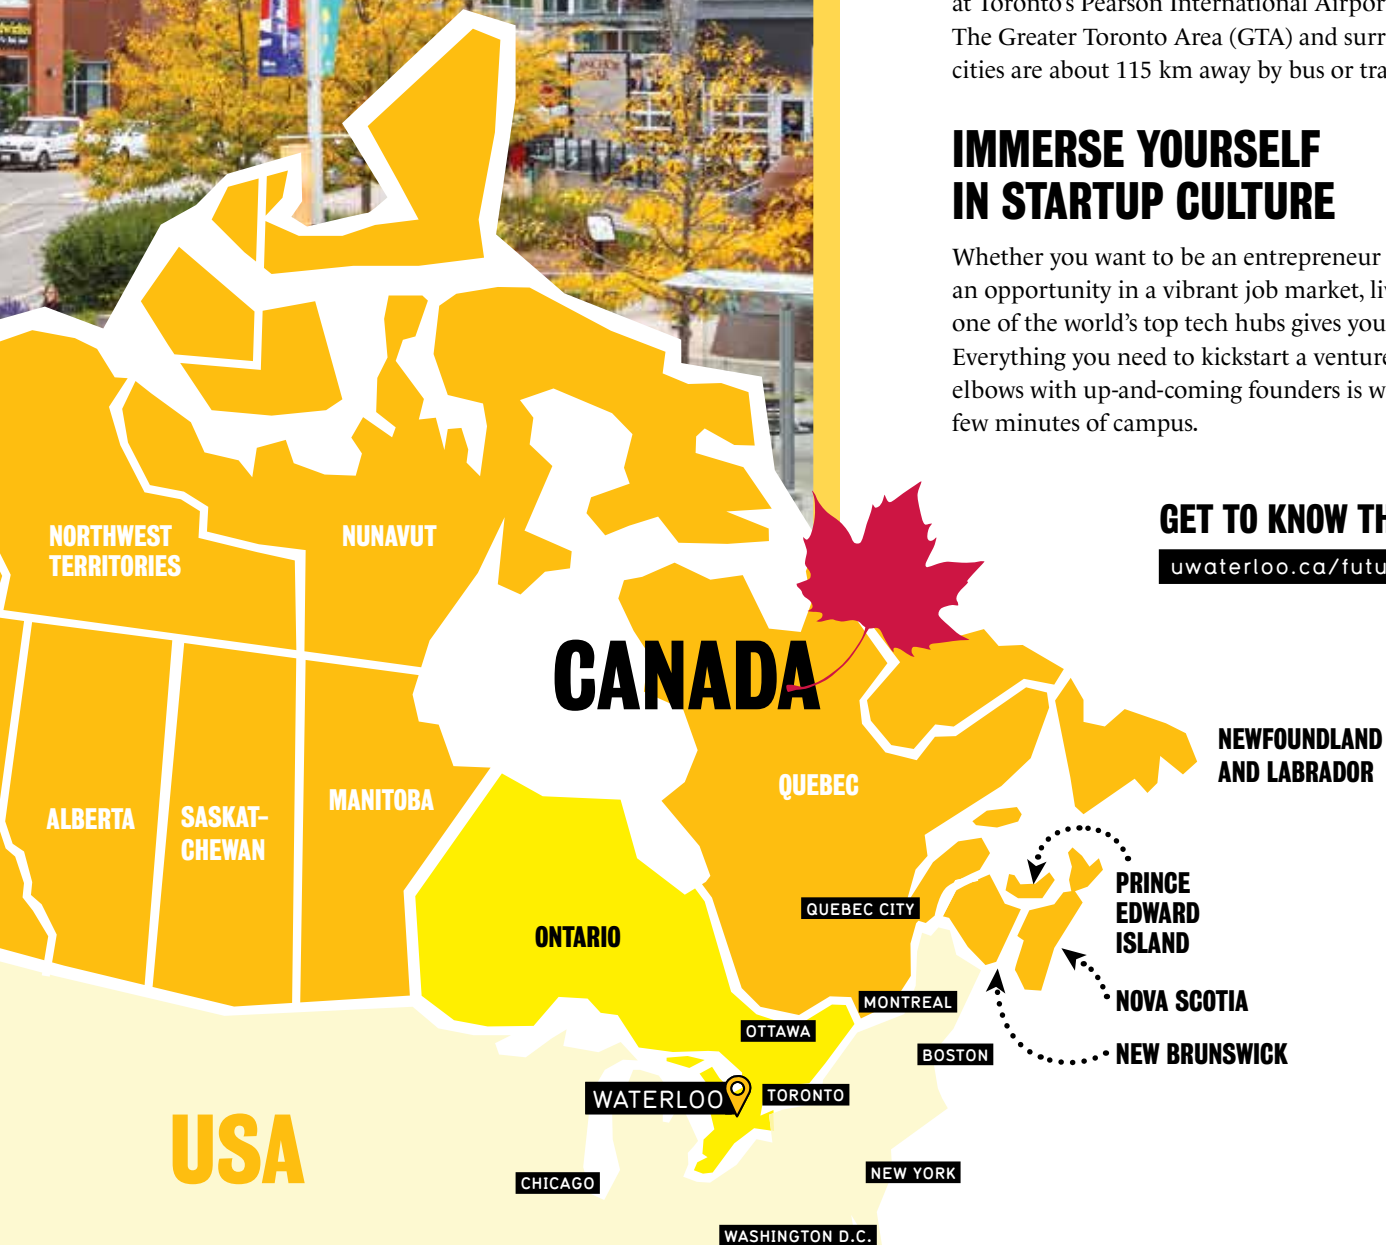 at Toronto's Pearson International Airpor
The Greater Toronto Area (GTA) and surr
cities are about 115 km away by bus or tra
IMMERSE YOURSELF
IN STARTUP CULTURE
Whether you want to be an entrepreneur
an opportunity in a vibrant job market, li
one of the world's top tech hubs gives you
Everything you need to kickstart a venture
elbows with up-and-coming founders is w
few minutes of campus.
GET TO KNOW TH
uwaterloo.ca/futu
NORTHWEST
TERRITORIES
NUNAVUT
CANADA
NEWFOUNDLAND
AND LABRADOR
ALBERTA
SASKAT-
CHEWAN
MANITOBA
QUEBEC
ONTARIO
QUEBEC CITY
PRINCE
EDWARD
ISLAND
NOVA SCOTIA
NEW BRUNSWICK
MONTREAL
OTTAWA
BOSTON
WATERLOO
TORONTO
USA
CHICAGO
NEW YORK
WASHINGTON D.C.